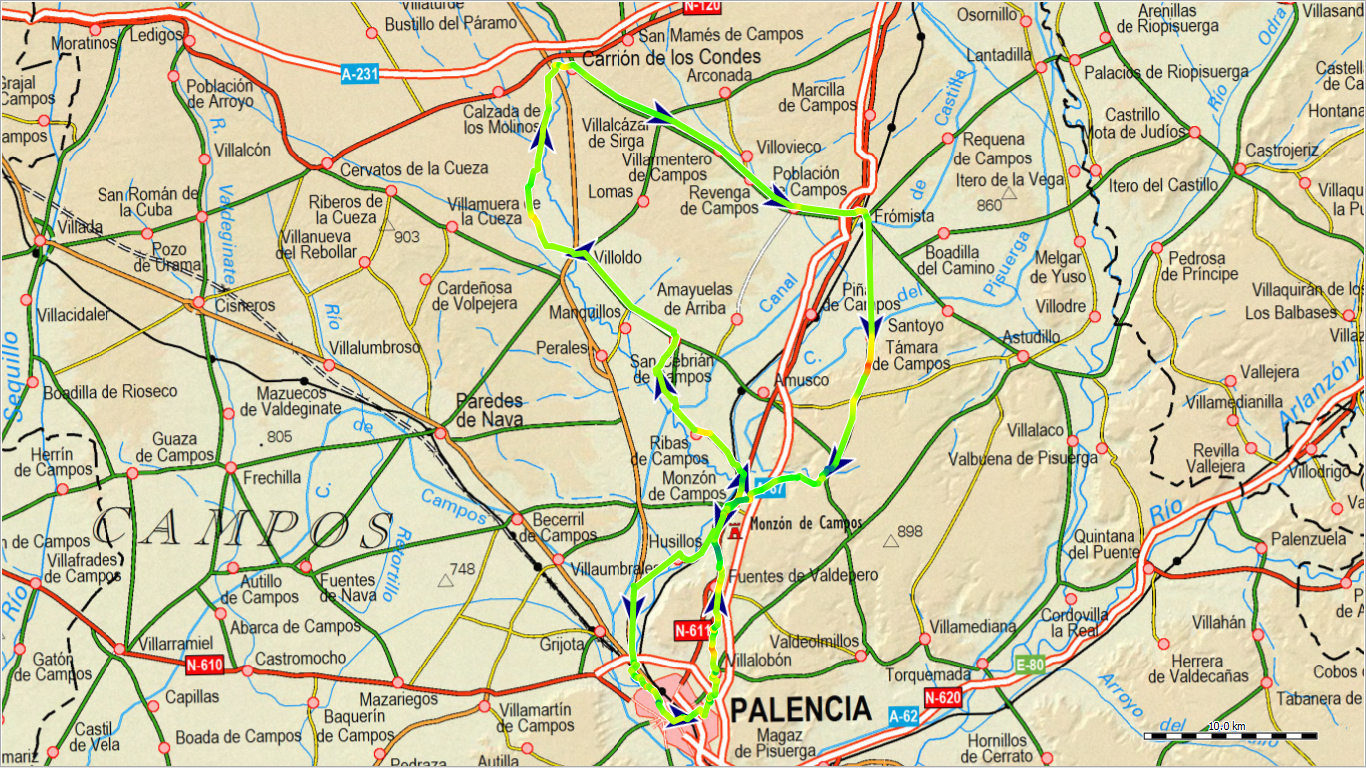 Villaturde
Bustillo del Páramo
N-120
Osornillo
Arenillas
de Riopisuerga
Villasand
Odra
Moratinos
Ledigos
San Mamés de Campos
Carrión de los Condes
Lantadilla
A-231
Arconada
Palacios de Riopisuerga
Grajal
Campos
Población
de Arroyo
Calzada de
los Molinos
Marcilla
de Campos
Castilla
Río
Castrillo
Mota de Judíos
Hontana
R.
Villalcázar
de Sirga
Villovieco
Requena
de Campos
Castrojeriz
Villalcón
Villarmentero
de Campos
Población
de Campos
Itero de la Vega
Cervatos de la Cueza
Itero del Castillo
San Román de
la Cuba
Valdeginate
Riberos de
la Cueza
Villamuera de
la Cueza
Lomas
Revenga
de Campos
de
860
Frómista
Villada
Pozo
de Urama
Villanueva
del Rebollar
903
Villoldo
Boadilla
del Camino
Pisuerga
Melgar
de Yuso
Pedrosa
de Príncipe
Cardeñosa
de Volpejera
Amayuelas
de Arriba
Canal
Piña
de Campos
del
Villodre
Villaquirán de los
Los Balbases
Villacidaler
Cisneros
Río
Manquillos
Santoyo
Astudillo
Sequillo
Villalumbroso
Perales
San Cebrián
de Campos
C.
Támara
de Campos
Boadilla de Rioseco
Mazuecos
de Valdeginate
Paredes
de Nava
Amusco
Vallejera
Villamedianilla
Arlanzón
805
de
Herrín
de Campos
Guaza
de Campos
Ribas
de Campos
Villalaco
Valbuena de Pisuerga
Revilla
Vallejera
Villodrigo
Frechilla
C.
Campos
Monzón
de Campos
Río
CAMPOS
Becerril
de Campos
Monzón de Campos
898
Husillos
Quintana
del Puente
Palenzuela
Villafrades
de Campos
Retortillo
748
Villaumbrales
Fuentes de Valdepero
Río
Autillo
de Campos
Fuentes
de Nava
Cordovilla
la Real
Abarca de Campos
N-611
Villamediana
Villahán
Villarramiel
Grijota
Valdeolmillos
N-610
Castromocho
Villalobón
E-80
Herrera
de Valdecañas
Gatón
de Campos
Torquemada
Capillas
Mazariegos
N-620
Arroyo
Tabanera de
Baquerín
de Campos
Villamartín
de Campos
PALENCIA
A-62
del
10.0 km
Castil
de Vela
Boada de Campos
Magaz
de Pisuerga
Hornillos
de Cerrato
Autilla